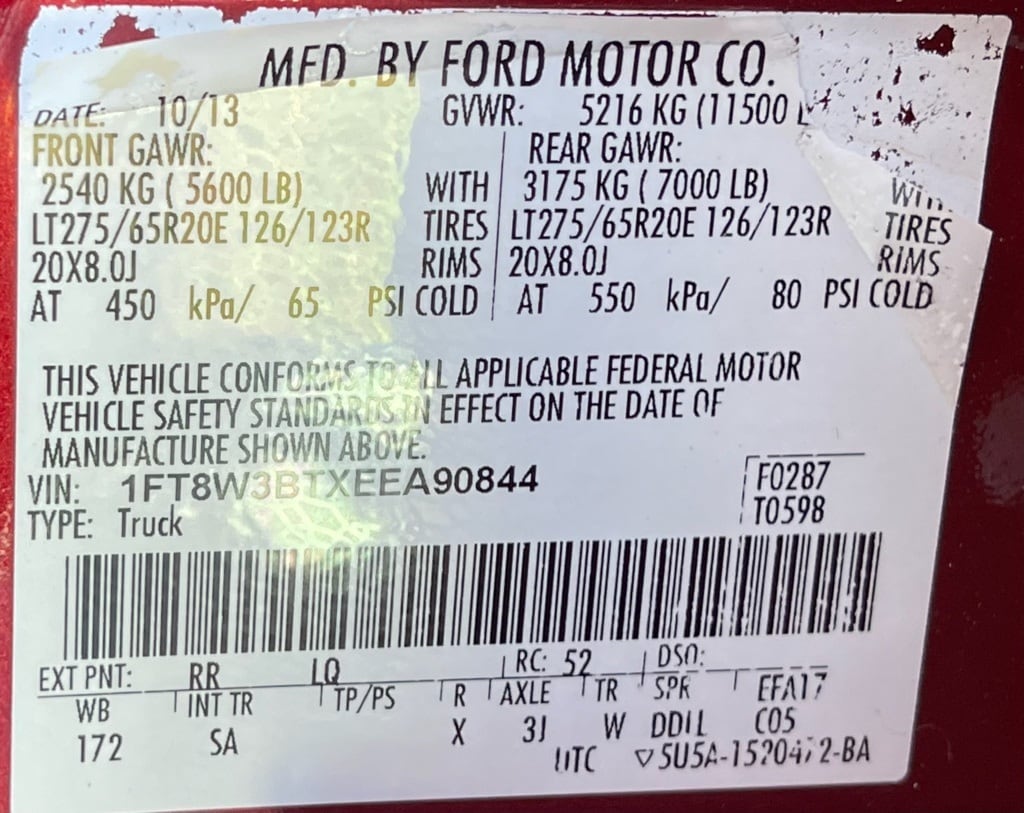 MFD. BY FORD MOTOR CO.
DATE: 10/13 GVWR: 5216 KG (11500 L
FRONT GAWR: REAR GAWR:
2540 KG ( 5600 LB) WITH 3175 KG ( 7000 LB)
LT275/65R20E 126/123R TIRES LT275/65R20E 126/123R TIRES
20X8.0J RIMS 20X8.0J RIMS
AT 450 kPa/ 65 PSI COLD AT 550 kPa/ 80 PSI COLD
THIS VEHICLE CONFORMS TO ALL APPLICABLE FEDERAL MOTOR
VEHICLE SAFETY STANDARDS IN EFFECT ON THE DATE OF
MANUFACTURE SHOWN ABOVE.
VIN: 1FT8W3BTXEEA90844 F0287
TYPE: Truck T0598
EXT PNT: RR LQ RC: 52 DSO:
WB INT TR TP/PS R AXLE TR SPR EFA17
172 SA X 3J W DDIL C05
UTC